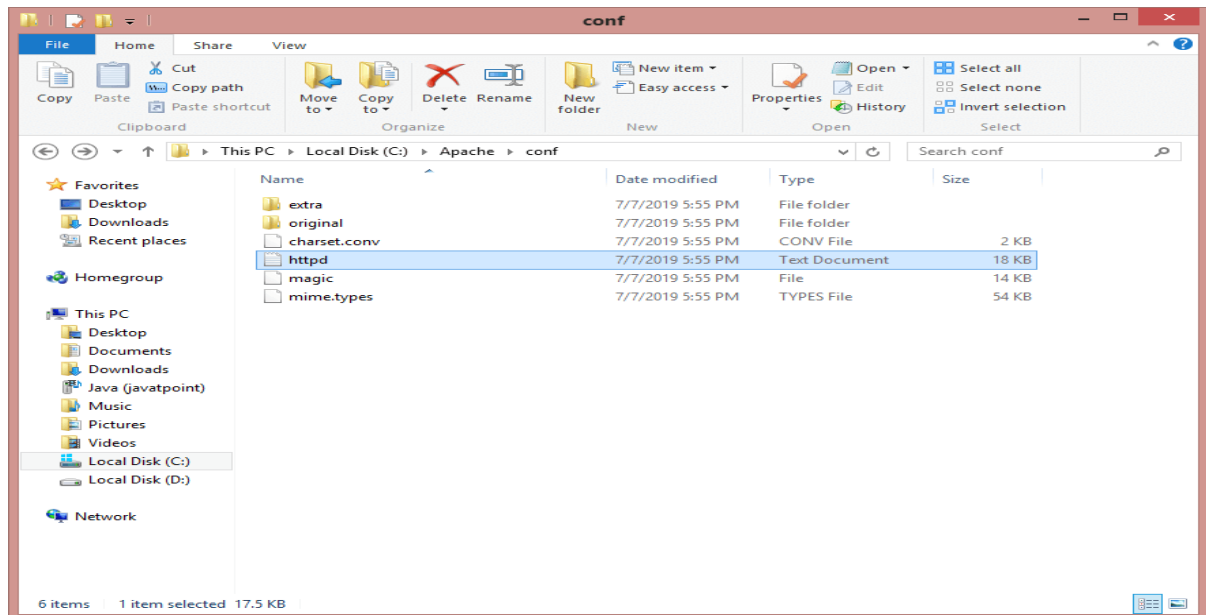 conf
File Home Share View
Copy Paste Cut Copy path Paste shortcut Move to Copy to Delete Rename New folder New item Easy access Properties Open Edit History Select all Select none Invert selection
Clipboard Organize New Open Select
This PC Local Disk (C:) Apache conf Search conf
Name Date modified Type Size
Favorites
Desktop
Downloads
Recent places
Homegroup
This PC
Desktop
Documents
Downloads
Java (javatpoint)
Music
Pictures
Videos
Local Disk (C:)
Local Disk (D:)
Network
extra 7/7/2019 5:55 PM File folder
original 7/7/2019 5:55 PM File folder
charset.conv 7/7/2019 5:55 PM CONV File 2 KB
httpd 7/7/2019 5:55 PM Text Document 18 KB
magic 7/7/2019 5:55 PM File 14 KB
mime.types 7/7/2019 5:55 PM TYPES File 54 KB
6 items 1 item selected 17.5 KB